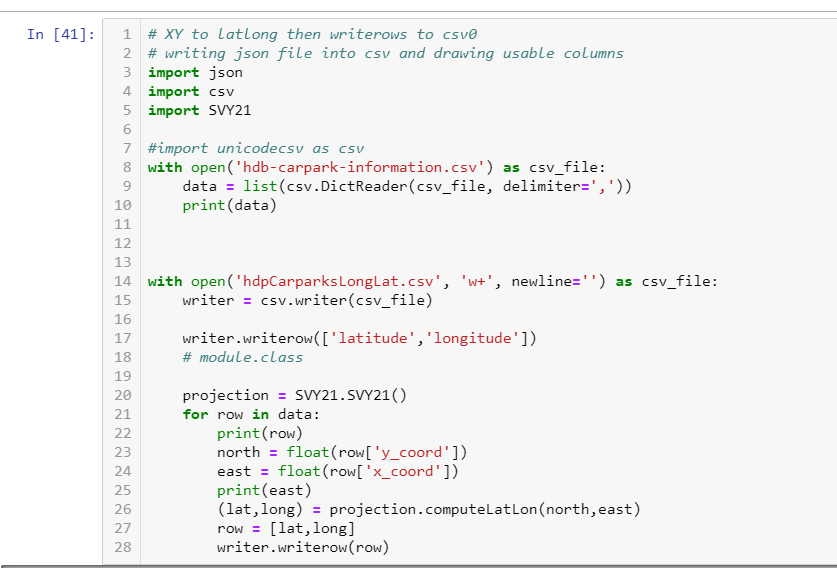 In [41]:
1 # XY to latlong then writerows to csv0
2 # writing json file into csv and drawing usable columns
3 import json
4 import csv
5 import SVY21
6
7 #import unicodecsv as csv
8 with open('hdb-carpark-information.csv') as csv_file:
9     data = list(csv.DictReader(csv_file, delimiter=','))
10     print(data)
11
12
13
14 with open('hdpCarparksLongLat.csv', 'w+', newline='') as csv_file:
15     writer = csv.writer(csv_file)
16
17     writer.writerow(['latitude','longitude'])
18     # module.class
19
20     projection = SVY21.SVY21()
21     for row in data:
22         print(row)
23         north = float(row['y_coord'])
24         east = float(row['x_coord'])
25         print(east)
26         (lat,long) = projection.computeLatLon(north,east)
27         row = [lat,long]
28         writer.writerow(row)